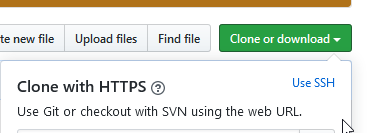 te new file Upload files Find file Clone or download
Clone with HTTPS Use SSH
Use Git or checkout with SVN using the web URL.